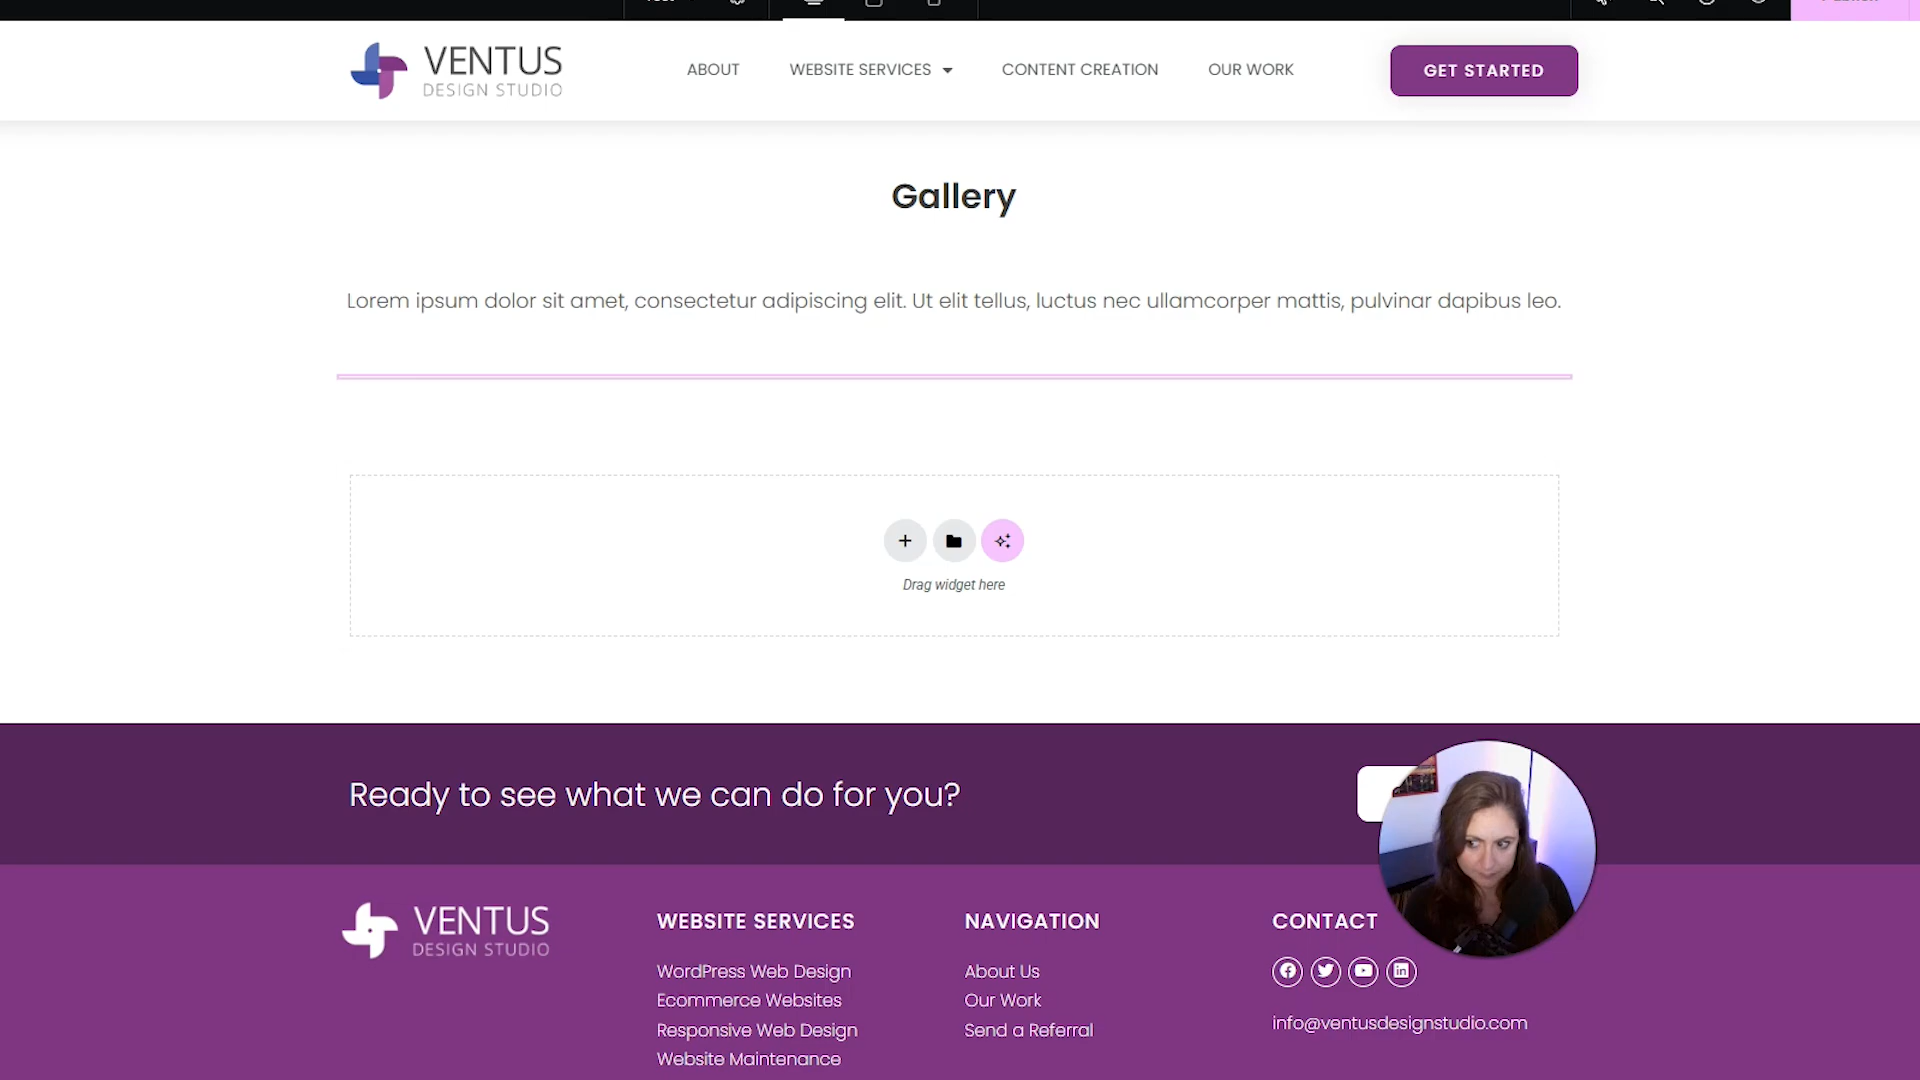 VENTUS
DESIGN STUDIO
ABOUT
WEBSITE SERVICES
CONTENT CREATION
OUR WORK
GET STARTED
Gallery
Lorem ipsum dolor sit amet, consectetur adipiscing elit. Ut elit tellus, luctus nec ullamcorper mattis, pulvinar dapibus leo.
Drag widget here
Ready to see what we can do for you?
VENTUS
DESIGN STUDIO
WEBSITE SERVICES
WordPress Web Design
Ecommerce Websites
Responsive Web Design
Website Maintenance
NAVIGATION
About Us
Our Work
Send a Referral
CONTACT
info@ventusdesignstudio.com